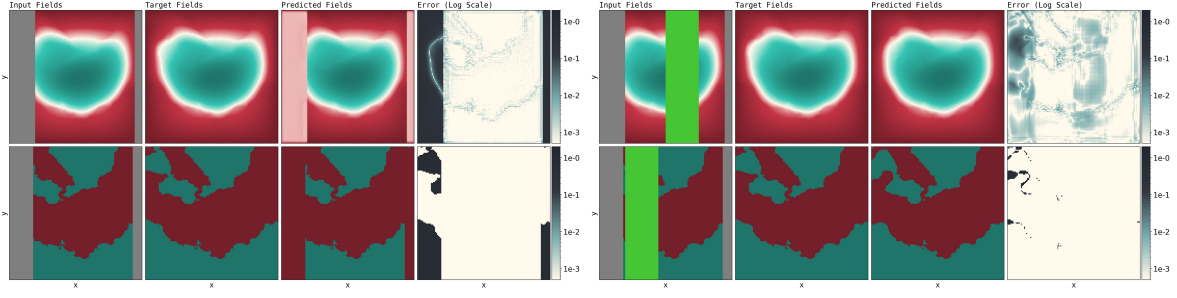 Input Fields Target Fields Predicted Fields Error (Log Scale) Input Fields Target Fields Predicted Fields Error (Log Scale)
y 1e-0 y 1e-0
1e-1 1e-1
1e-2 1e-2
1e-3 1e-3
y 1e-0 y 1e-0
1e-1 1e-1
1e-2 1e-2
1e-3 1e-3
x x x x